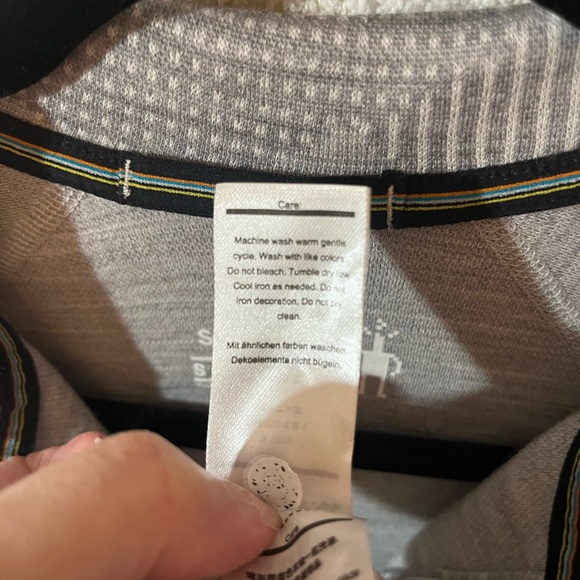 Care:
Machine wash warm gentle
cycle. Wash with like colors.
Do not bleach. Tumble dry low
Cool iron as needed. Do not
iron decoration. Do not dry
clean.
Mit ähnlichen farben waschen.
Dekoelemente nicht bügeln.
S
S